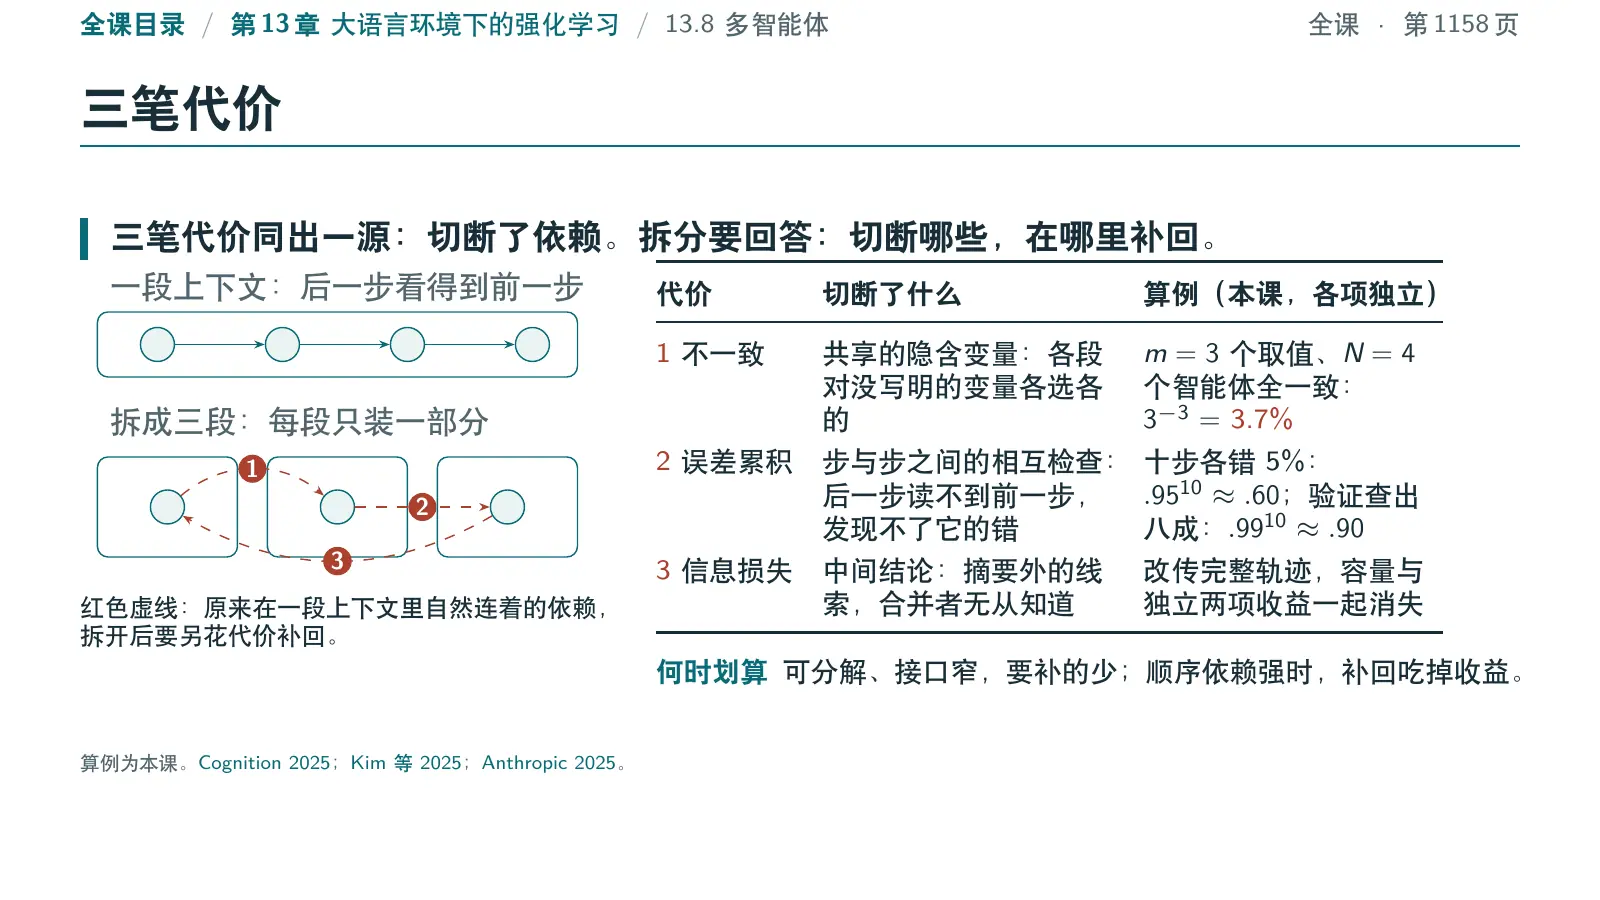 全课目录 / 第 13 章 大语言环境下的强化学习 / 13.8 多智能体
全课 · 第 1158 页
三笔代价
三笔代价同出一源：切断了依赖。拆分要回答：切断哪些，在哪里补回。
一段上下文：后一步看得到前一步
拆成三段：每段只装一部分
1
2
3
红色虚线：原来在一段上下文里自然连着的依赖，
拆开后要另花代价补回。
代价 切断了什么 算例（本课，各项独立）
1 不一致 共享的隐含变量：各段 m = 3 个取值、N = 4
对没写明的变量各选各 个智能体全一致：
的 3⁻³ = 3.7%
2 误差累积 步与步之间的相互检查： 十步各错 5%：
后一步读不到前一步， .95¹⁰ ≈ .60；验证查出
发现不了它的错 八成：.99¹⁰ ≈ .90
3 信息损失 中间结论：摘要外的线 改传完整轨迹，容量与
索，合并者无从知道 独立两项收益一起消失
何时划算 可分解、接口窄，要补的少；顺序依赖强时，补回吃掉收益。
算例为本课。Cognition 2025；Kim 等 2025；Anthropic 2025。